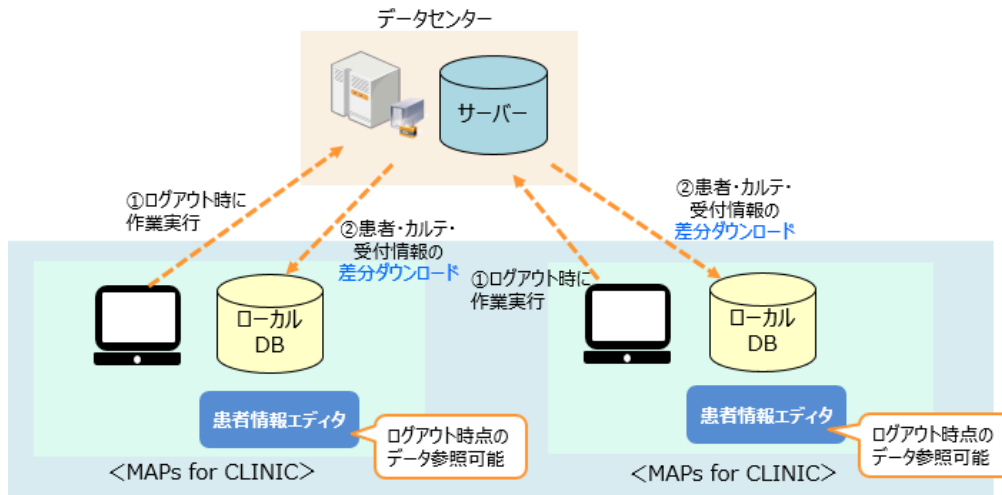 データセンター
サーバー
①ログアウト時に
作業実行
②患者・カルテ・
受付情報の
差分ダウンロード
①ログアウト時に
作業実行
②患者・カルテ・
受付情報の
差分ダウンロード
ローカル
DB
患者情報エディタ
ログアウト時点の
データ参照可能
<MAPs for CLINIC>
ローカル
DB
患者情報エディタ
ログアウト時点の
データ参照可能
<MAPs for CLINIC>